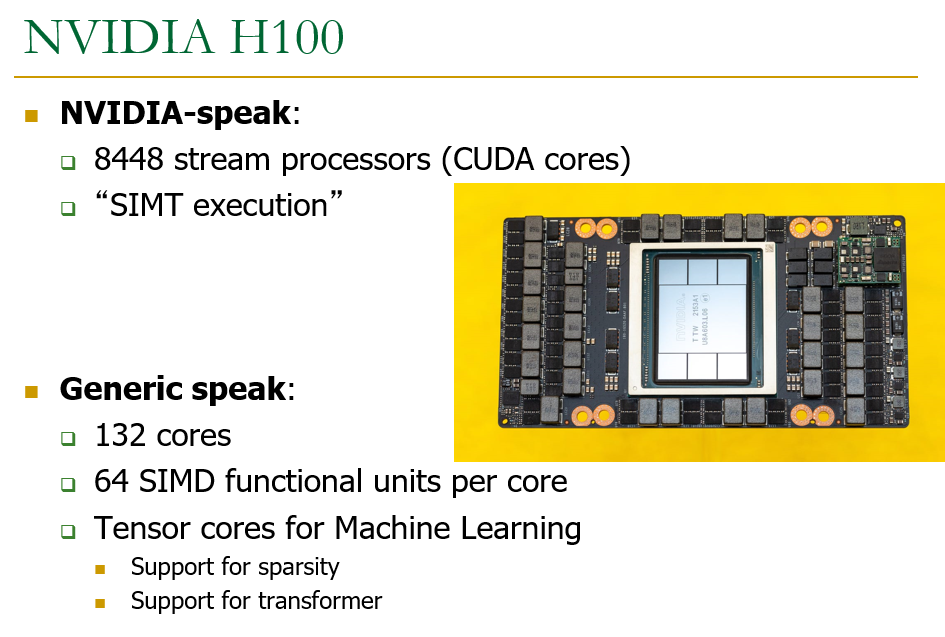 NVIDIA H100
NVIDIA-speak:
8448 stream processors (CUDA cores)
“SIMT execution”
Generic speak:
132 cores
64 SIMD functional units per core
Tensor cores for Machine Learning
Support for sparsity
Support for transformer